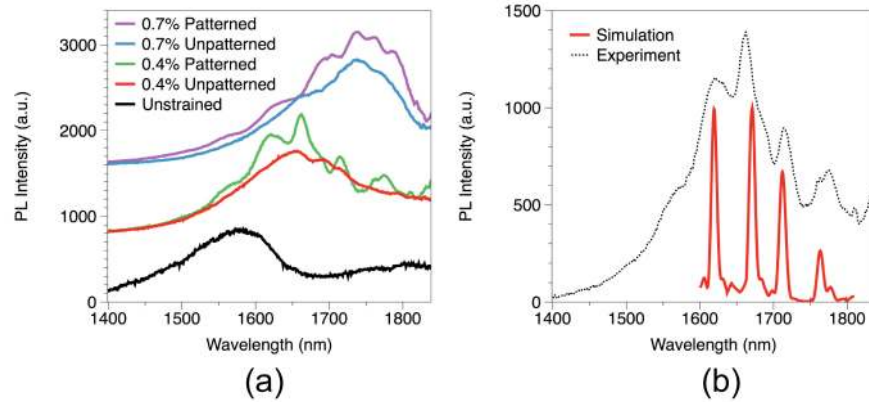 3000
2000
1000
0
1400
1500
1600
1700
1800
PL Intensity (a.u.)
Wavelength (nm)
0.7% Patterned
0.7% Unpatterned
0.4% Patterned
0.4% Unpatterned
Unstrained
(a)
1500
1000
500
0
1400
1500
1600
1700
1800
PL Intensity (a.u.)
Wavelength (nm)
Simulation
Experiment
(b)